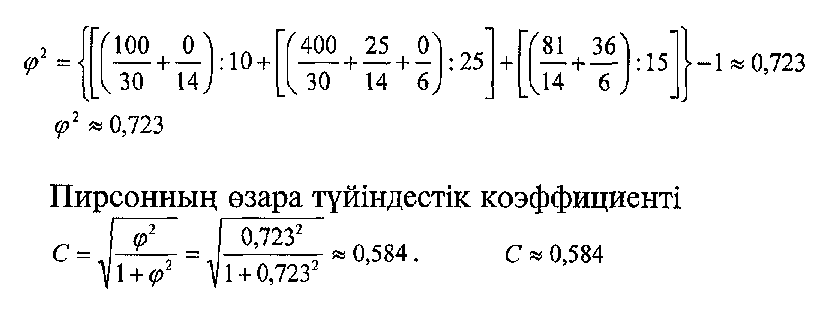 φ² = {[(100/30 + 0/14) : 10 + [(400/30 + 25/14 + 0/6) : 25] + [(81/14 + 36/6) : 15]} − 1 ≈ 0,723
φ² ≈ 0,723
Пирсонның өзара түйіндестік коэффициенті
C = √(φ²/(1 + φ²)) = √(0,723²/(1 + 0,723²)) ≈ 0,584. C ≈ 0,584